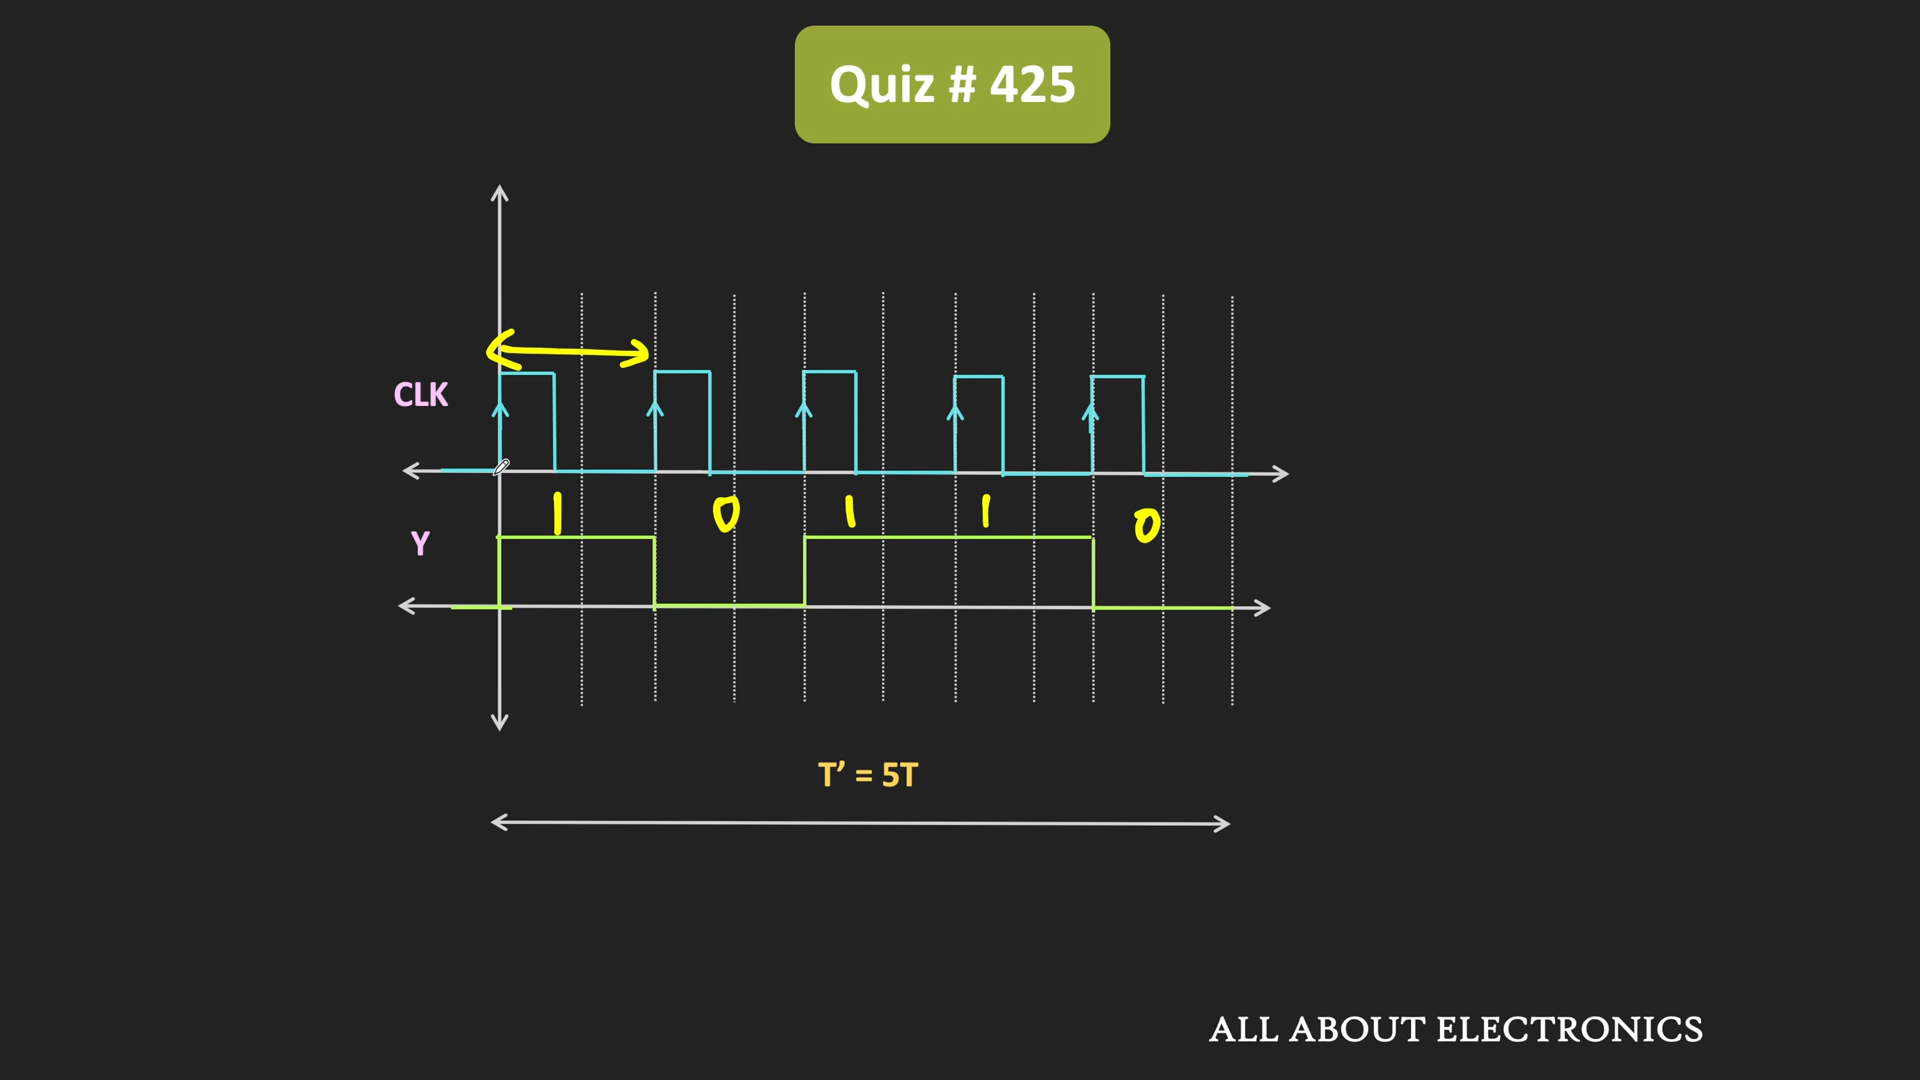 Quiz # 425
CLK
1 0 1 1 0
Y
T’ = 5T
ALL ABOUT ELECTRONICS